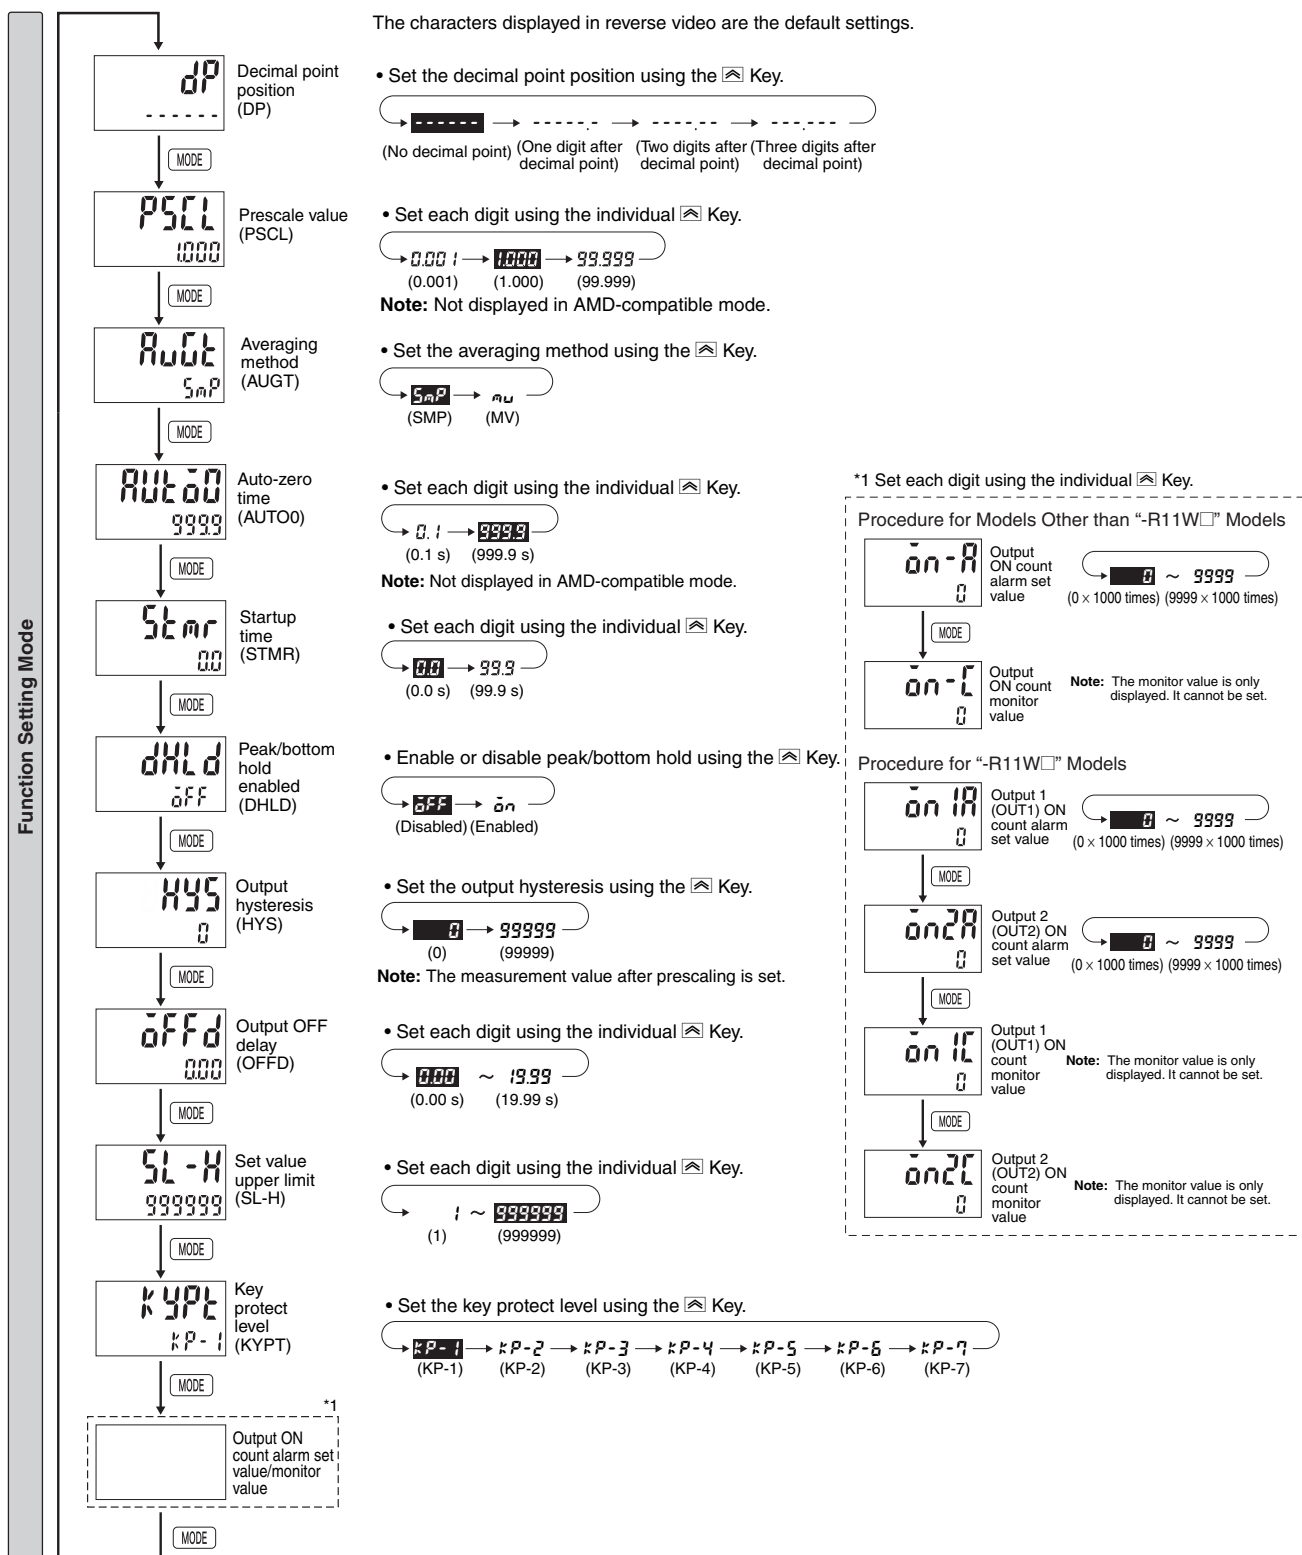 The characters displayed in reverse video are the default settings.
Function Setting Mode
dP
------
Decimal point
position
(DP)
• Set the decimal point position using the Key.
------ → -----.- → ----.-- → ---.---
(No decimal point) (One digit after decimal point) (Two digits after decimal point) (Three digits after decimal point)
MODE
PSCL
1.000
Prescale value
(PSCL)
• Set each digit using the individual Key.
0.001 → 1.000 → 99.999
(0.001) (1.000) (99.999)
Note: Not displayed in AMD-compatible mode.
MODE
AuGt
SmP
Averaging
method
(AUGT)
• Set the averaging method using the Key.
SmP → mu
(SMP) (MV)
MODE
AUto0
999.9
Auto-zero
time
(AUTO0)
• Set each digit using the individual Key.
0.1 → 999.9
(0.1 s) (999.9 s)
Note: Not displayed in AMD-compatible mode.
MODE
Stmr
0.0
Startup
time
(STMR)
• Set each digit using the individual Key.
0.0 → 99.9
(0.0 s) (99.9 s)
MODE
dHLd
oFF
Peak/bottom
hold
enabled
(DHLD)
• Enable or disable peak/bottom hold using the Key.
oFF → on
(Disabled) (Enabled)
MODE
HYS
0
Output
hysteresis
(HYS)
• Set the output hysteresis using the Key.
0 → 99999
(0) (99999)
Note: The measurement value after prescaling is set.
MODE
oFFd
0.00
Output OFF
delay
(OFFD)
• Set each digit using the individual Key.
0.00 ~ 19.99
(0.00 s) (19.99 s)
MODE
SL-H
999999
Set value
upper limit
(SL-H)
• Set each digit using the individual Key.
1 ~ 999999
(1) (999999)
MODE
KYPt
KP-1
Key
protect
level
(KYPT)
• Set the key protect level using the Key.
KP-1 → KP-2 → KP-3 → KP-4 → KP-5 → KP-6 → KP-7
(KP-1) (KP-2) (KP-3) (KP-4) (KP-5) (KP-6) (KP-7)
MODE
*1
Output ON
count alarm set
value/monitor
value
MODE
*1 Set each digit using the individual Key.
Procedure for Models Other than “-R11W□” Models
on-A
0
Output
ON count
alarm set
value
0 ~ 9999
(0 × 1000 times) (9999 × 1000 times)
MODE
on-C
0
Output
ON count
monitor
value
Note: The monitor value is only
displayed. It cannot be set.
Procedure for “-R11W□” Models
on1A
0
Output 1
(OUT1) ON
count alarm
set value
0 ~ 9999
(0 × 1000 times) (9999 × 1000 times)
MODE
on2A
0
Output 2
(OUT2) ON
count alarm
set value
0 ~ 9999
(0 × 1000 times) (9999 × 1000 times)
MODE
on1C
0
Output 1
(OUT1) ON
count
monitor
value
Note: The monitor value is only
displayed. It cannot be set.
MODE
on2C
0
Output 2
(OUT2) ON
count
monitor
value
Note: The monitor value is only
displayed. It cannot be set.